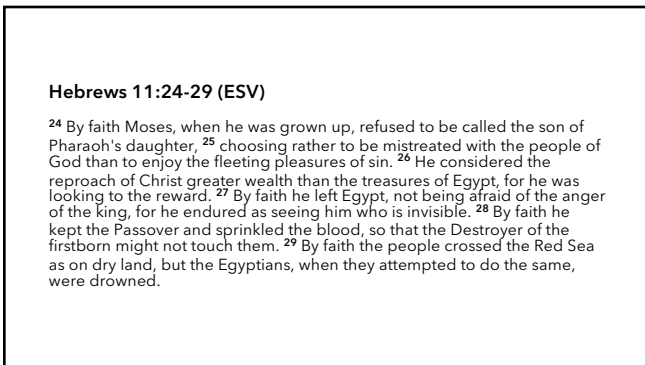 Hebrews 11:24-29 (ESV)
24 By faith Moses, when he was grown up, refused to be called the son of
Pharaoh's daughter, 25 choosing rather to be mistreated with the people of
God than to enjoy the fleeting pleasures of sin. 26 He considered the
reproach of Christ greater wealth than the treasures of Egypt, for he was
looking to the reward. 27 By faith he left Egypt, not being afraid of the anger
of the king, for he endured as seeing him who is invisible. 28 By faith he
kept the Passover and sprinkled the blood, so that the Destroyer of the
firstborn might not touch them. 29 By faith the people crossed the Red Sea
as on dry land, but the Egyptians, when they attempted to do the same,
were drowned.